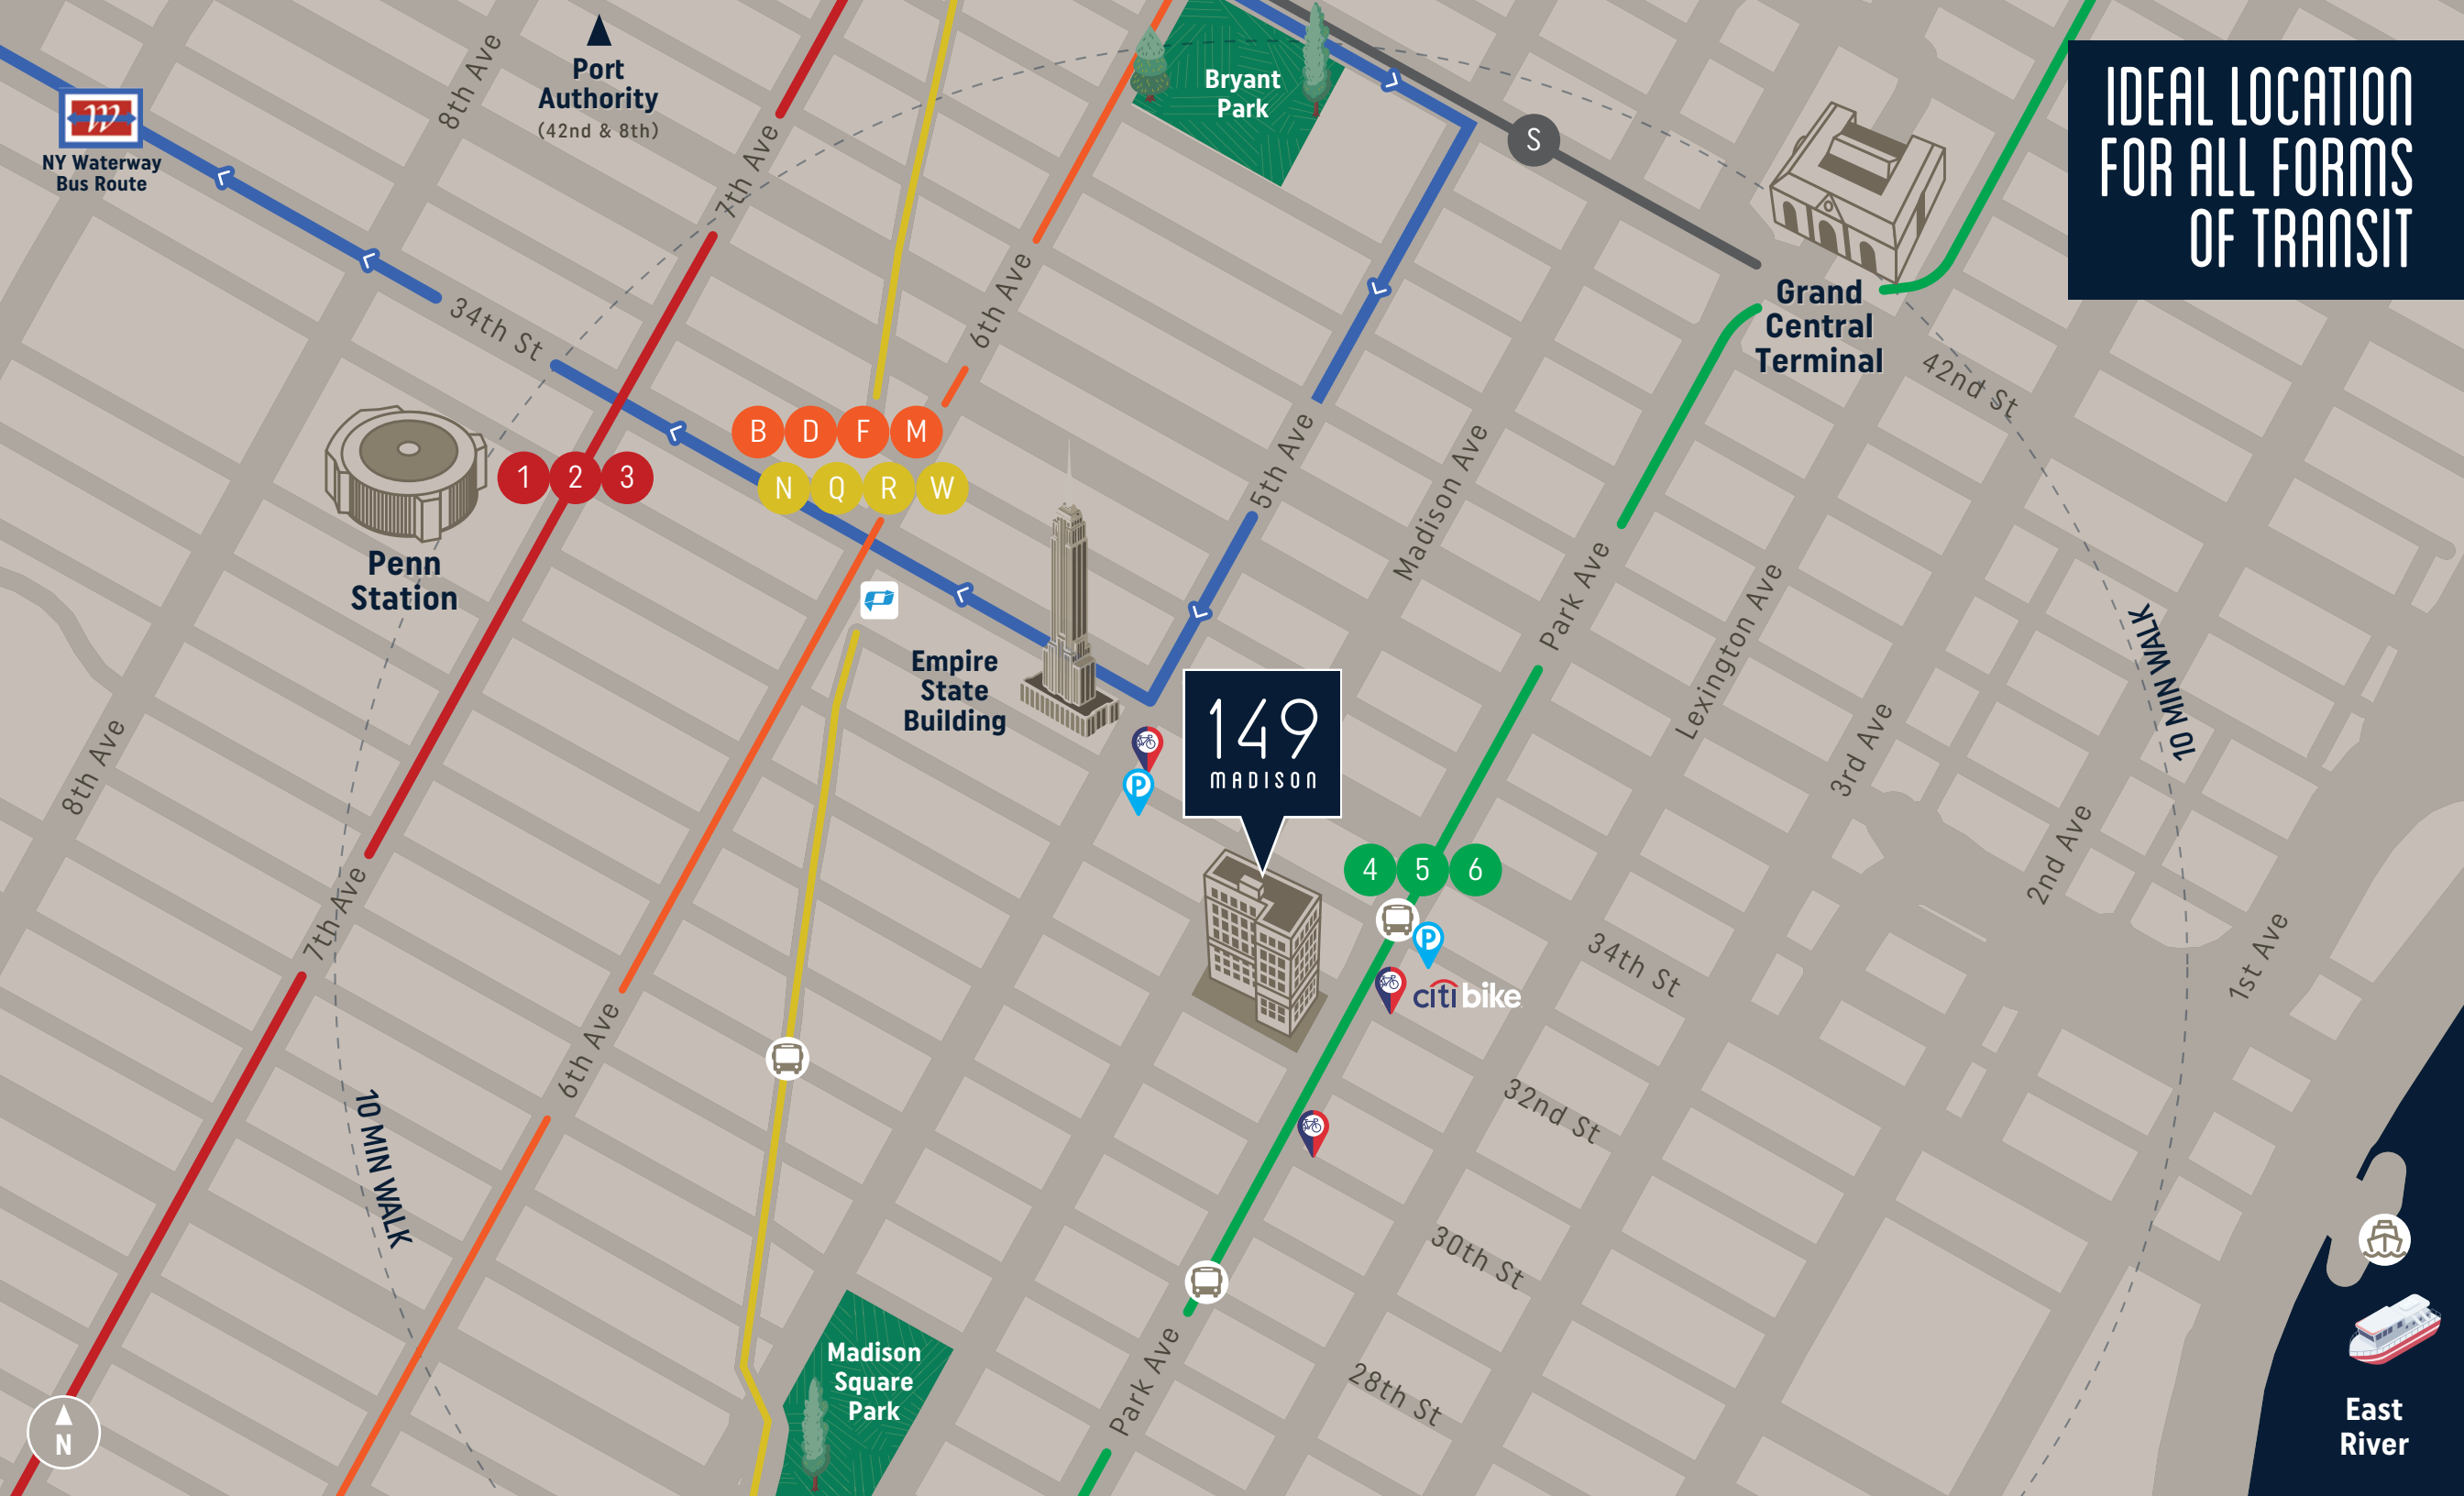 IDEAL LOCATION
FOR ALL FORMS
OF TRANSIT
8th Ave
Port
Authority
(42nd & 8th)
Bryant
Park
S
W
NY Waterway
Bus Route
7th Ave
6th Ave
34th St
Grand
Central
Terminal
42nd St
B D F M
N Q R W
1 2 3
5th Ave
Madison Ave
Park Ave
Lexington Ave
Penn
Station
Empire
State
Building
149
MADISON
P
10 MIN WALK
3rd Ave
8th Ave
2nd Ave
4 5 6
P
7th Ave
34th St
1st Ave
citi bike
6th Ave
32nd St
10 MIN WALK
30th St
Madison
Square
Park
Park Ave
28th St
East
River
N